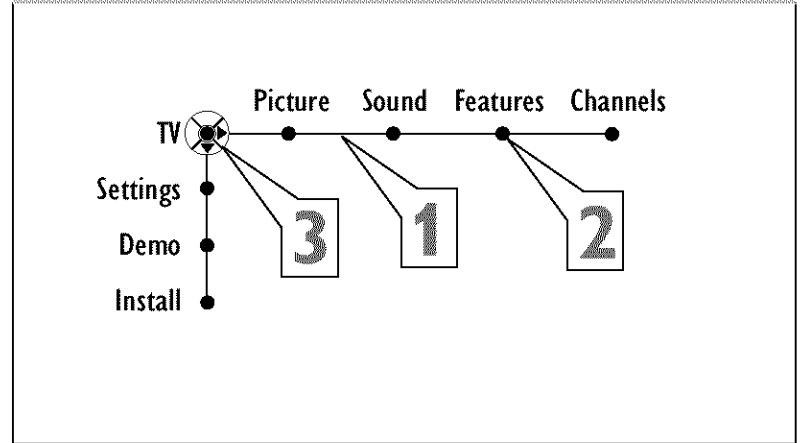 Picture Sound Features Channels
TV
Settings
3 1 2
Demo
Install